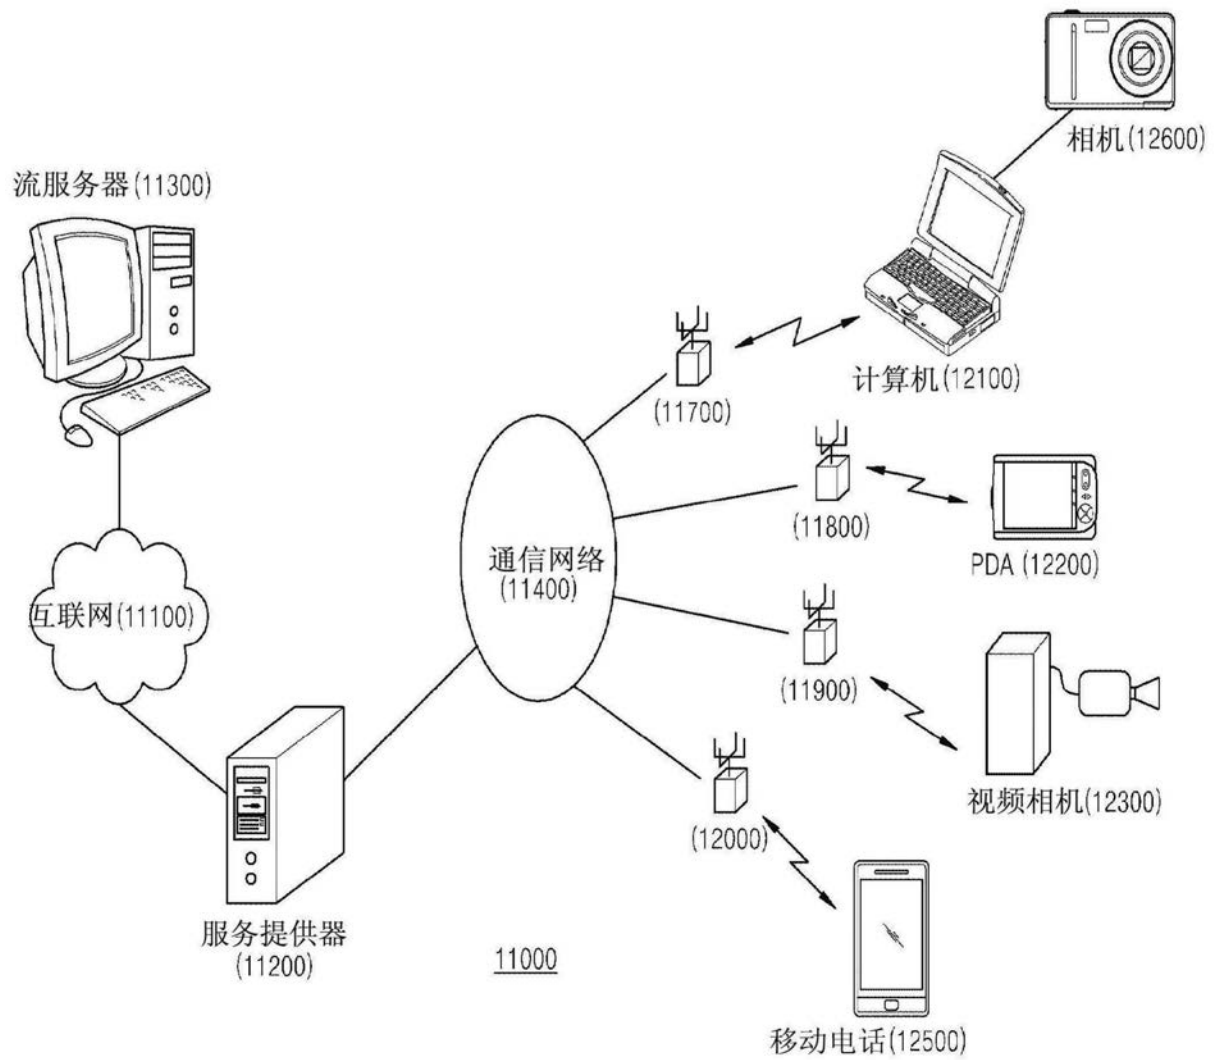 相机(12600)
流服务器(11300)
计算机(12100)
(11700)
(11800)
通信网络
(11400)
PDA (12200)
互联网(11100)
(11900)
视频相机(12300)
(12000)
服务提供器
(11200)
11000
移动电话(12500)